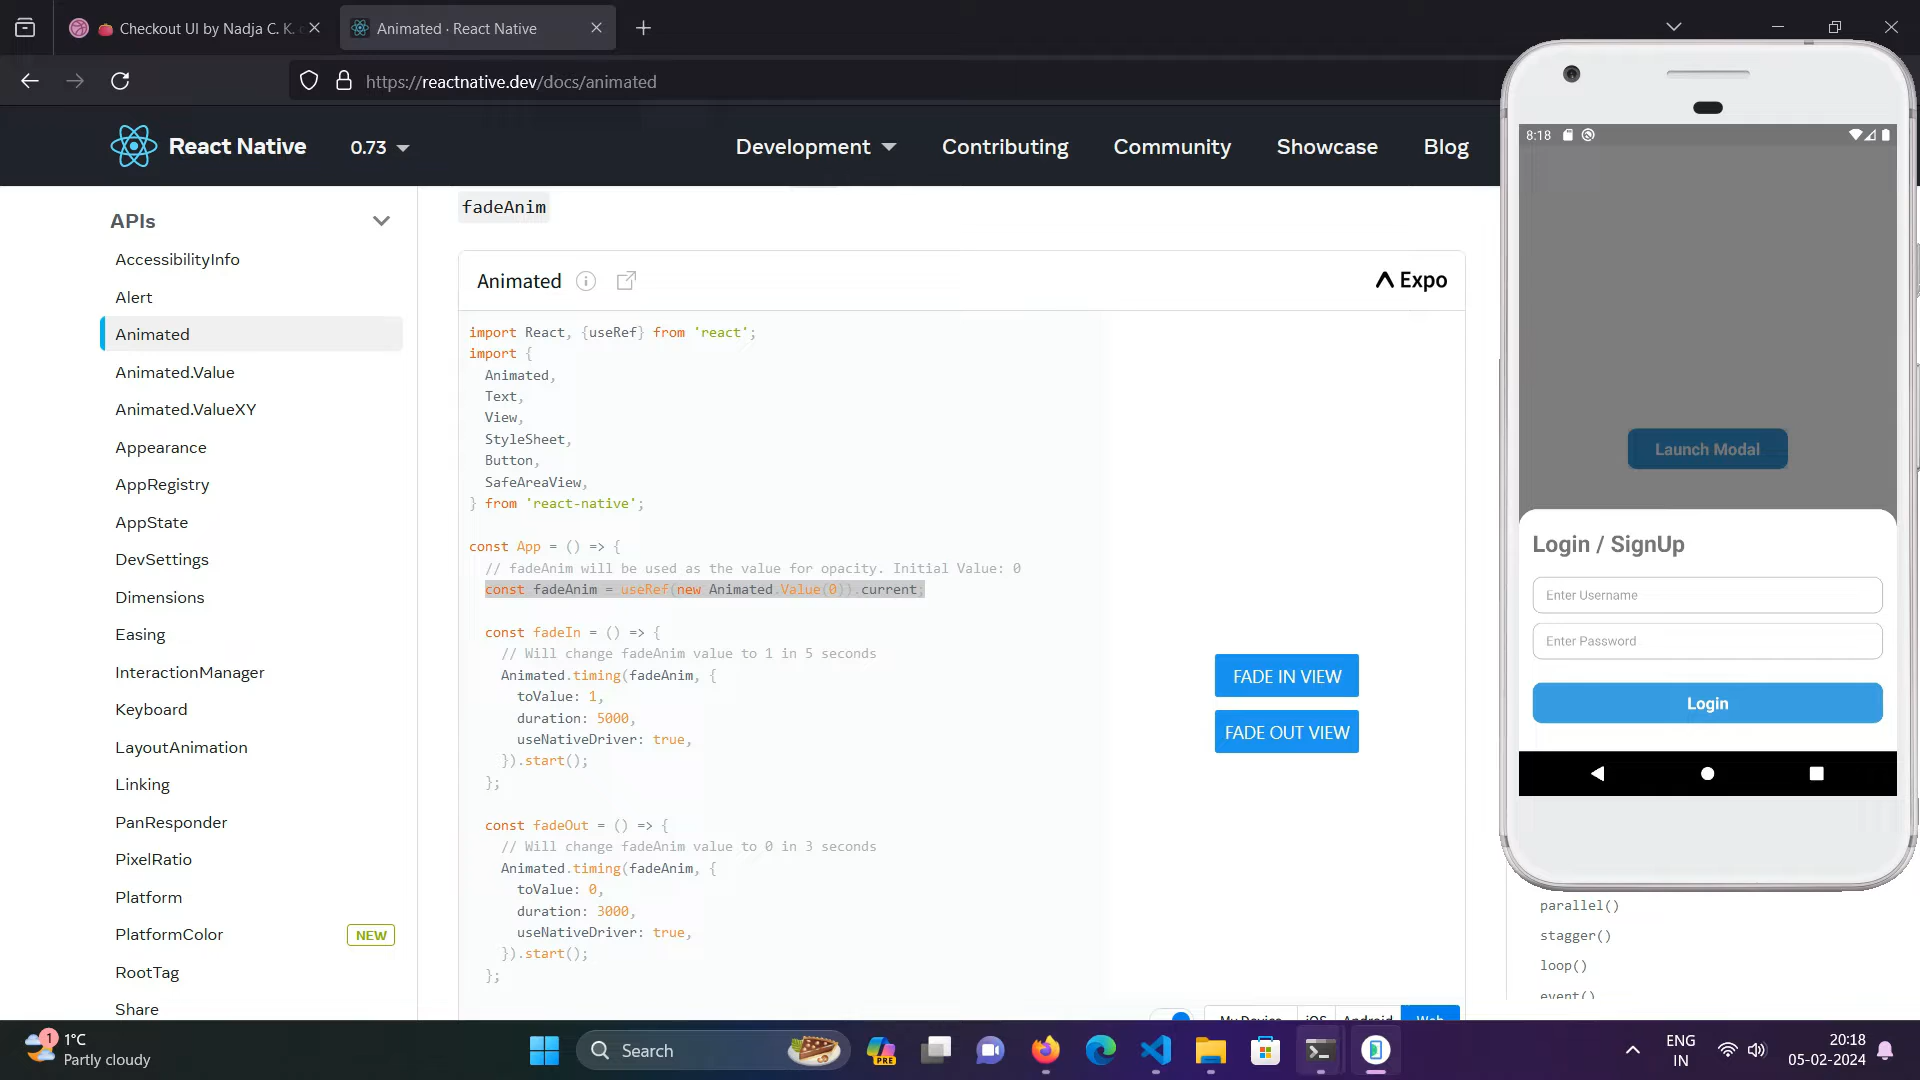 Checkout UI by Nadja C. K.
Animated · React Native
https://reactnative.dev/docs/animated
React Native
0.73
Development
Contributing
Community
Showcase
Blog
APIs
AccessibilityInfo
Alert
Animated
Animated.Value
Animated.ValueXY
Appearance
AppRegistry
AppState
DevSettings
Dimensions
Easing
InteractionManager
Keyboard
LayoutAnimation
Linking
PanResponder
PixelRatio
Platform
PlatformColor
NEW
RootTag
Share
fadeAnim
Animated
Expo
import React, {useRef} from 'react';
import {
Animated,
Text,
View,
StyleSheet,
Button,
SafeAreaView,
} from 'react-native';
const App = () => {
// fadeAnim will be used as the value for opacity. Initial Value: 0
const fadeAnim = useRef(new Animated.Value(0)).current;
const fadeIn = () => {
// Will change fadeAnim value to 1 in 5 seconds
Animated.timing(fadeAnim, {
toValue: 1,
duration: 5000,
useNativeDriver: true,
}).start();
};
const fadeOut = () => {
// Will change fadeAnim value to 0 in 3 seconds
Animated.timing(fadeAnim, {
toValue: 0,
duration: 3000,
useNativeDriver: true,
}).start();
};
FADE IN VIEW
FADE OUT VIEW
My Device
iOS
Android
Web
8:18
Launch Modal
Login / SignUp
Enter Username
Enter Password
Login
parallel()
stagger()
loop()
event()
1
1°C
Partly cloudy
Search
PRE
ENG
IN
20:18
05-02-2024